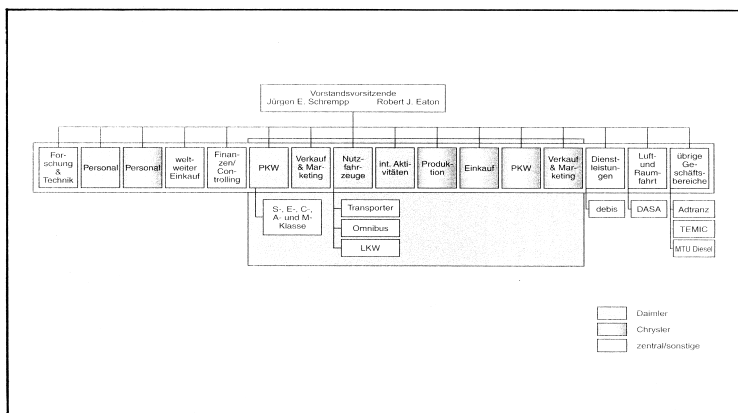 Vorstandsvorsitzende
Jürgen E. Schrempp Robert J. Eaton
For-
schung
&
Technik
Personal
Personal
welt-
weiter
Einkauf
Finan-
zen/
Con-
trolling
PKW
Verkauf
& Mar-
keting
Nutz-
fahr-
zeuge
int. Akti-
vitäten
Produk-
tion
Einkauf
PKW
Verkauf
& Mar-
keting
Dienst-
leistun-
gen
Luft-
und
Raum-
fahrt
übrige
Ge-
schäfts-
bereiche
S-, E-, C-,
A- und M-
Klasse
Transporter
Omnibus
LKW
debis
DASA
Adtranz
TEMIC
MTU Diesel
Daimler
Chrysler
zentral/sonstige